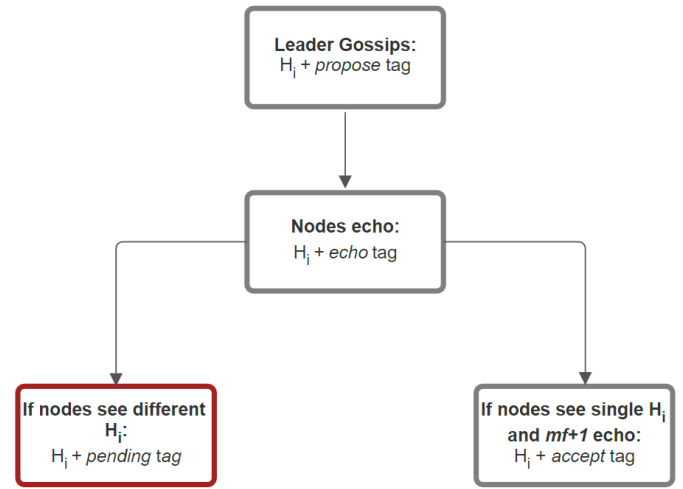 Leader Gossips:
Hi + propose tag
Nodes echo:
Hi + echo tag
If nodes see different
Hi:
Hi + pending tag
If nodes see single Hi
and mf+1 echo:
Hi + accept tag